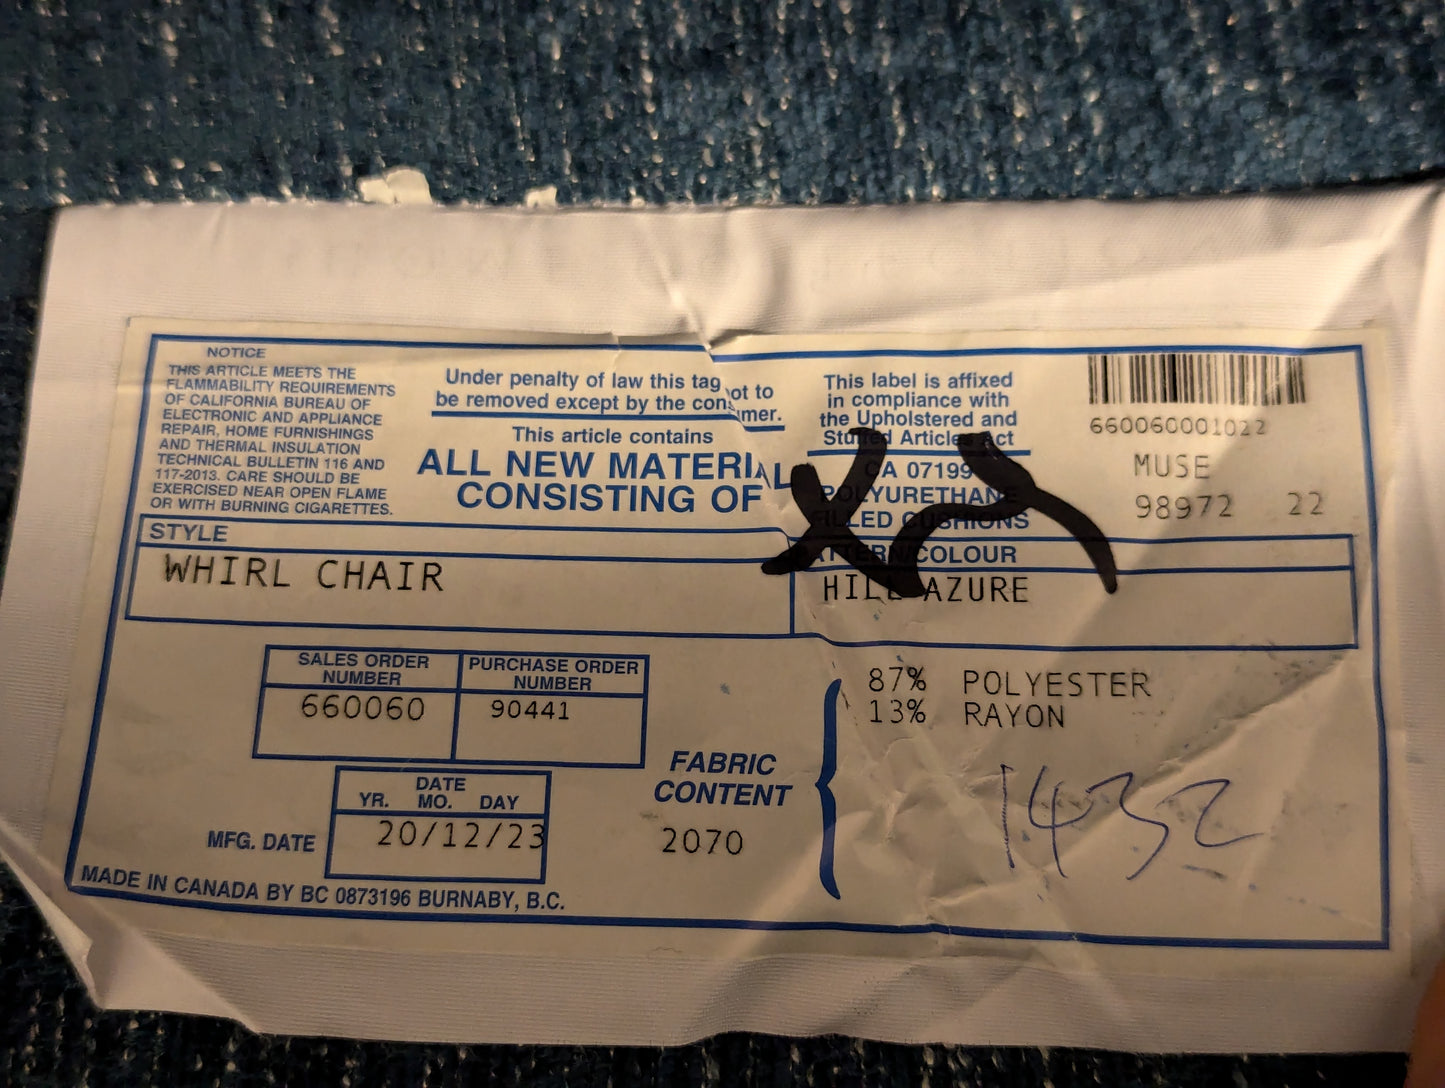 NOTICE
THIS ARTICLE MEETS THE
FLAMMABILITY REQUIREMENTS
OF CALIFORNIA BUREAU OF
ELECTRONIC AND APPLIANCE
REPAIR, HOME FURNISHINGS
AND THERMAL INSULATION
TECHNICAL BULLETIN 116 AND
117-2013. CARE SHOULD BE
EXERCISED NEAR OPEN FLAME
OR WITH BURNING CIGARETTES.
Under penalty of law this tag not to
be removed except by the consumer.
This article contains
ALL NEW MATERIAL
CONSISTING OF
This label is affixed
in compliance with
the Upholstered and
Stuffed Articles Act
CA 07199
POLYURETHANE
FILLED CUSHIONS
660060001022
MUSE
98972 22
STYLE
WHIRL CHAIR
PATTERN/COLOUR
HILL AZURE
SALES ORDER
NUMBER
660060
PURCHASE ORDER
NUMBER
90441
87% POLYESTER
13% RAYON
FABRIC
CONTENT
2070
1432
DATE
YR. MO. DAY
MFG. DATE
20/12/23
MADE IN CANADA BY BC 0873196 BURNABY, B.C.